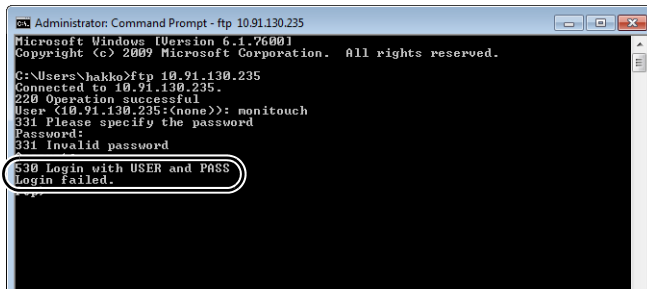 Administrator: Command Prompt - ftp 10.91.130.235
Microsoft Windows [Version 6.1.7600]
Copyright (c) 2009 Microsoft Corporation.  All rights reserved.
C:\Users\hakko>ftp 10.91.130.235
Connected to 10.91.130.235.
220 Operation successful
User (10.91.130.235:(none)): monitouch
331 Please specify the password
Password:
331 Invalid password
530 Login with USER and PASS
Login failed.